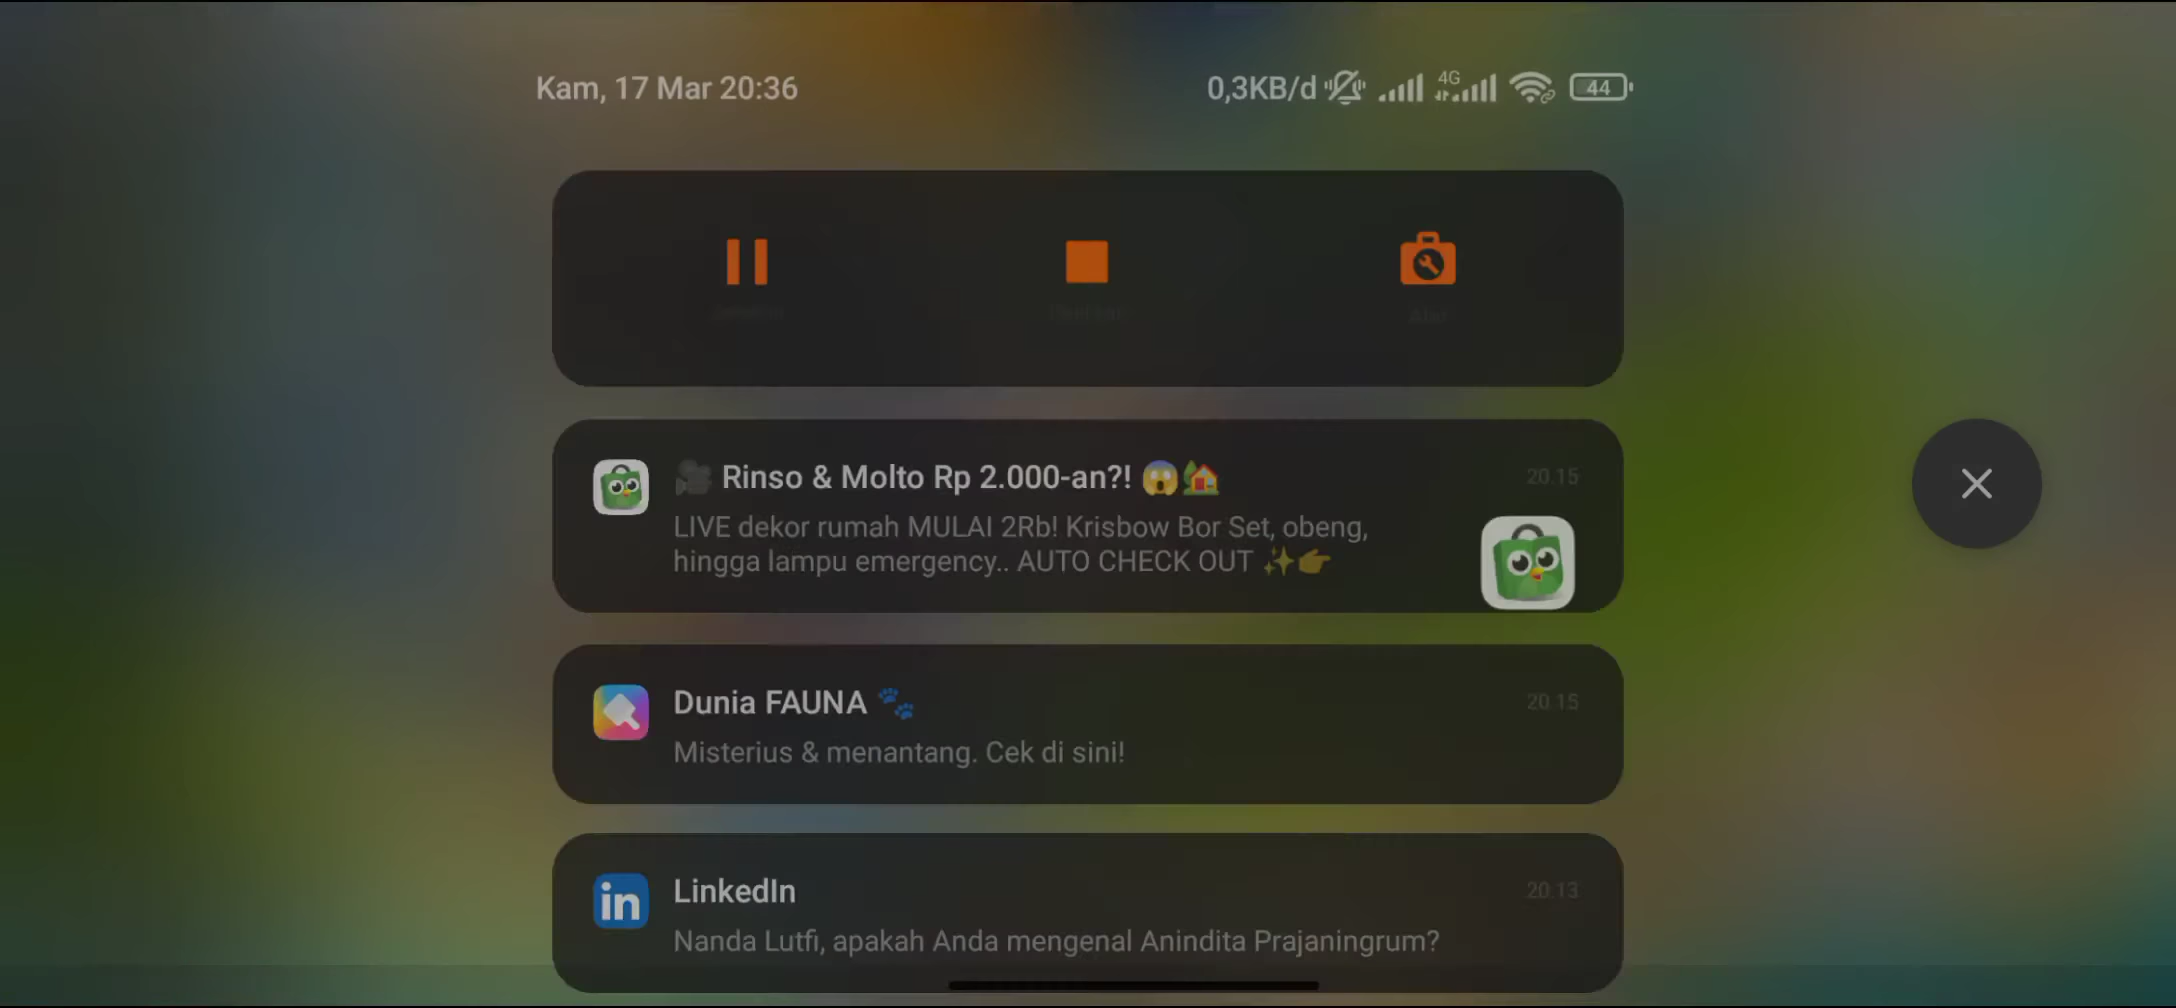 Kam, 17 Mar 20:36
0,3KB/d 4G 44
Rinso & Molto Rp 2.000-an?! 😱🏡
20.15
LIVE dekor rumah MULAI 2Rb! Krisbow Bor Set, obeng,
hingga lampu emergency.. AUTO CHECK OUT ✨👉
Dunia FAUNA 🐾
20.15
Misterius & menantang. Cek di sini!
in
LinkedIn
20.13
Nanda Lutfi, apakah Anda mengenal Anindita Prajaningrum?